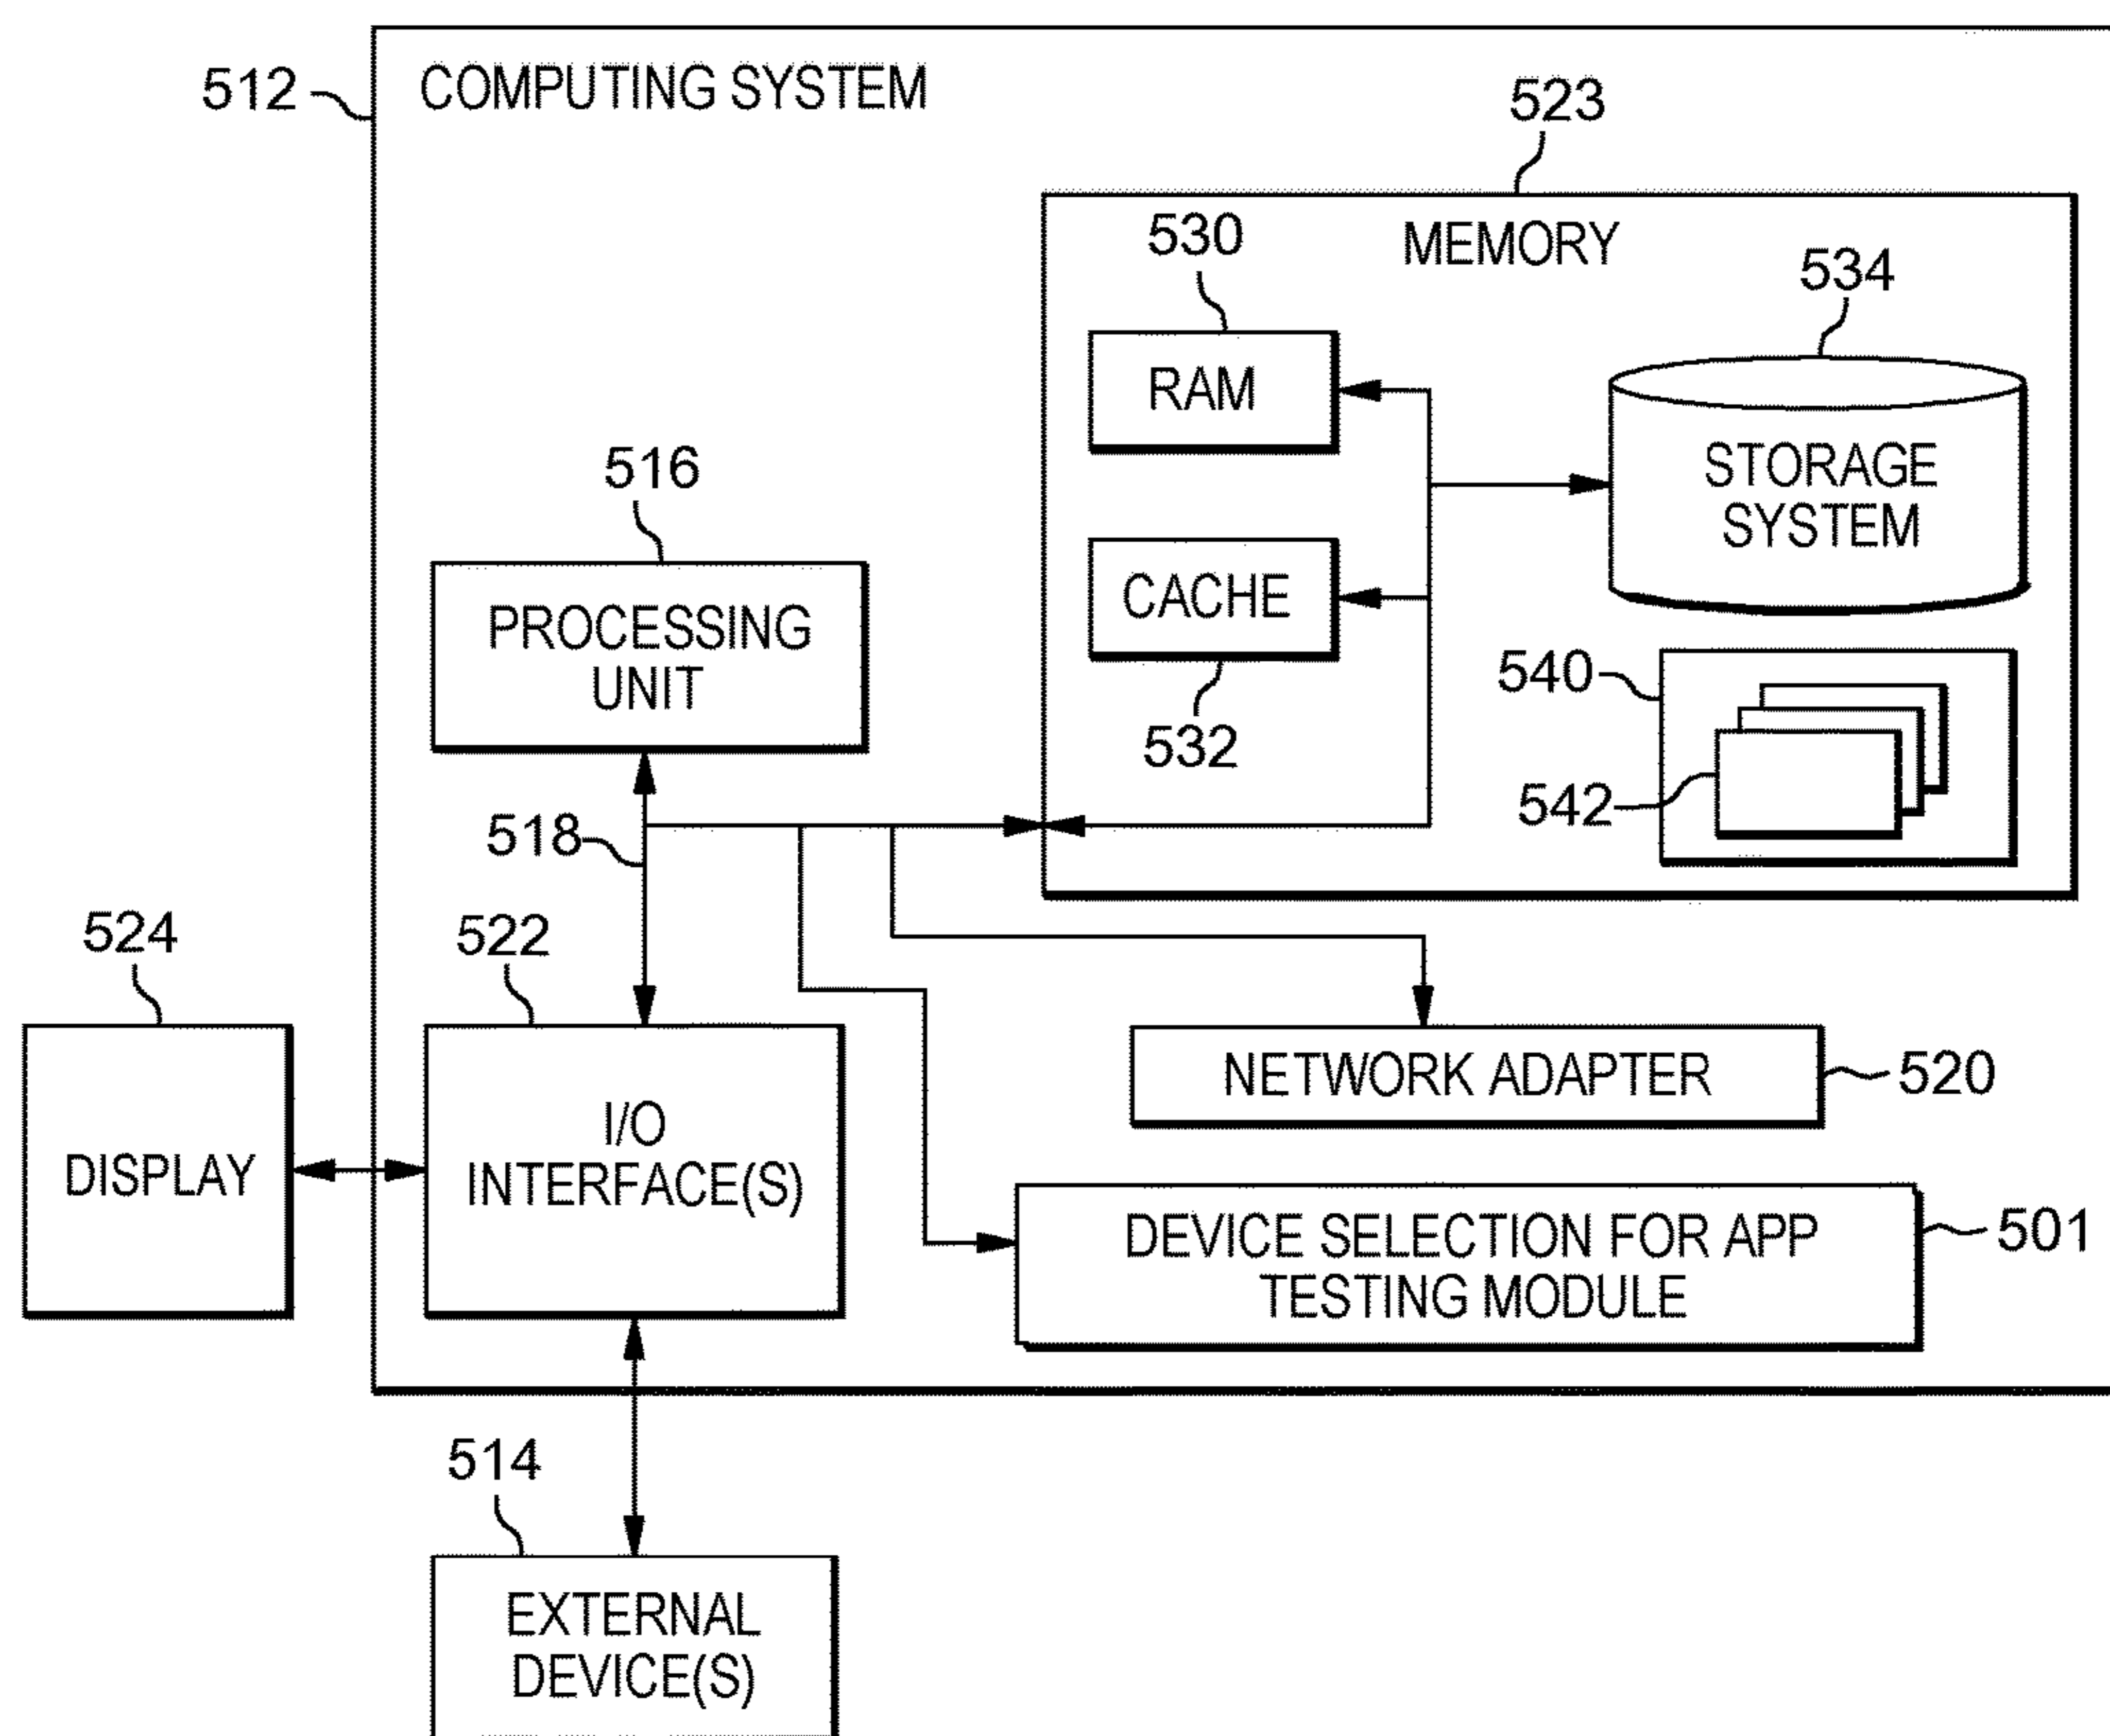 512
COMPUTING SYSTEM
523
MEMORY
530
534
RAM
STORAGE
SYSTEM
516
PROCESSING
UNIT
CACHE
532
540
542
518
524
522
DISPLAY
I/O
INTERFACE(S)
NETWORK ADAPTER
520
DEVICE SELECTION FOR APP
TESTING MODULE
501
514
EXTERNAL
DEVICE(S)